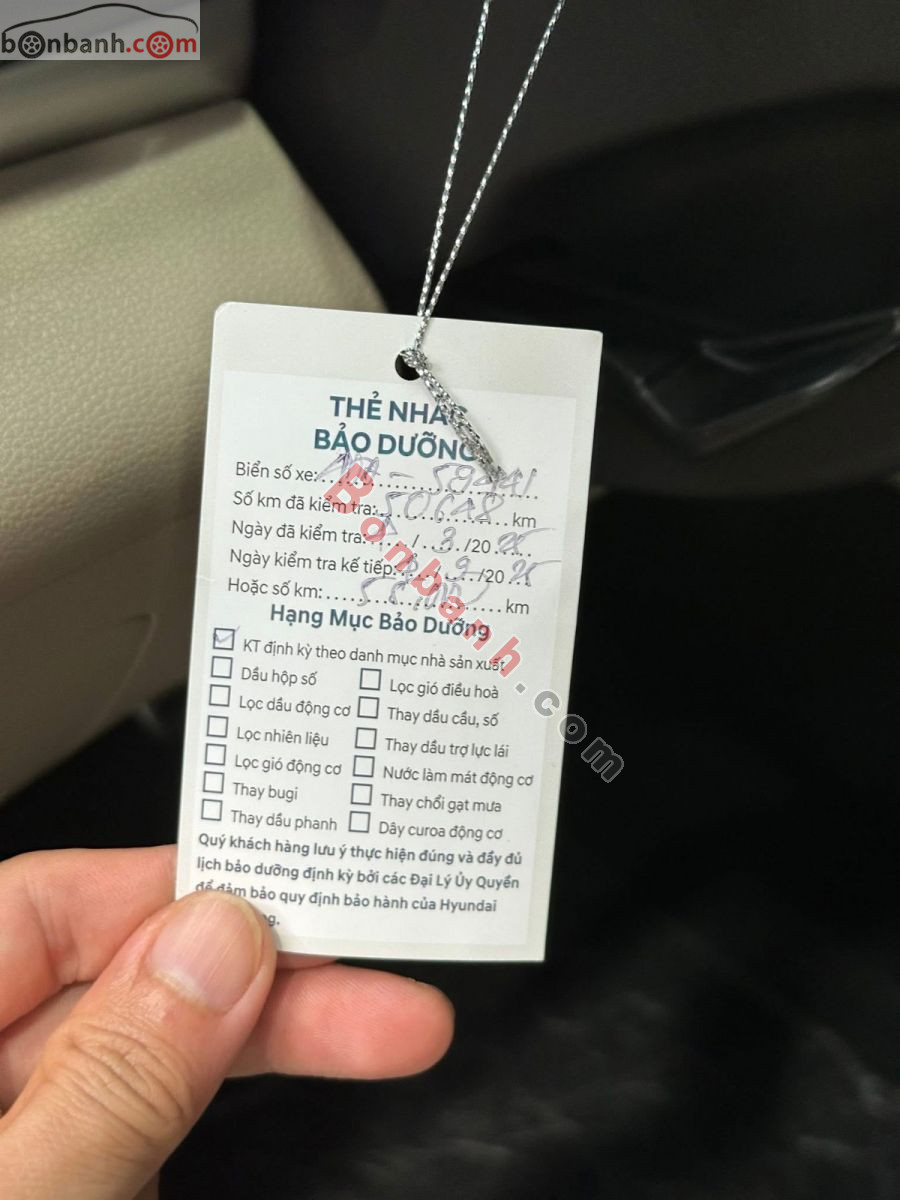 bonbanh.com
THẺ NHẮC
BẢO DƯỠNG
Biển số xe: - 59441
Số km đã kiểm tra: 50648 km
Ngày đã kiểm tra: / 3 /20 25
Ngày kiểm tra kế tiếp: / 9 /20 25
Hoặc số km: km
Bonbanh.com
Hạng Mục Bảo Dưỡng
KT định kỳ theo danh mục nhà sản xuất
Dầu hộp số
Lọc gió điều hoà
Lọc dầu động cơ
Thay dầu cầu, số
Lọc nhiên liệu
Thay dầu trợ lực lái
Lọc gió động cơ
Nước làm mát động cơ
Thay bugi
Thay chổi gạt mưa
Thay dầu phanh
Dây curoa động cơ
Quý khách hàng lưu ý thực hiện đúng và đầy đủ
lịch bảo dưỡng định kỳ bởi các Đại Lý Ủy Quyền
để đảm bảo quy định bảo hành của Hyundai